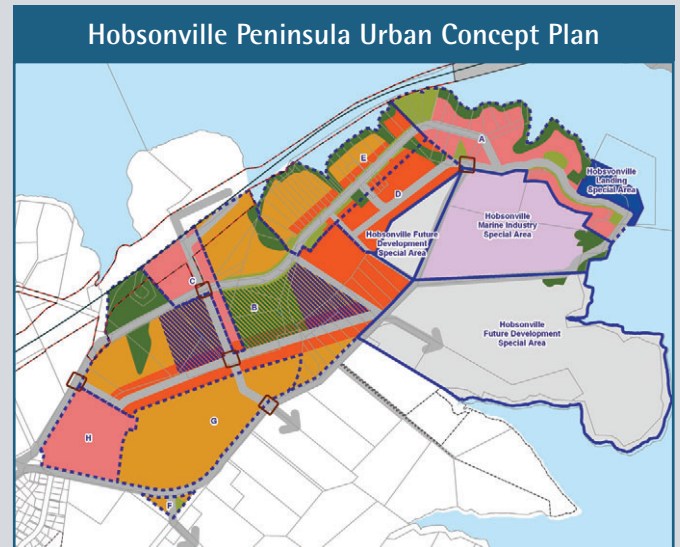 Hobsonville Peninsula Urban Concept Plan
A
E
Hobsvonville
Landing
Special Area
D
Hobsonville
Marine Industry
Special Area
Hobsonville Future
Development
Special Area
C
B
Hobsonville
Future Development
Special Area
G
H
F